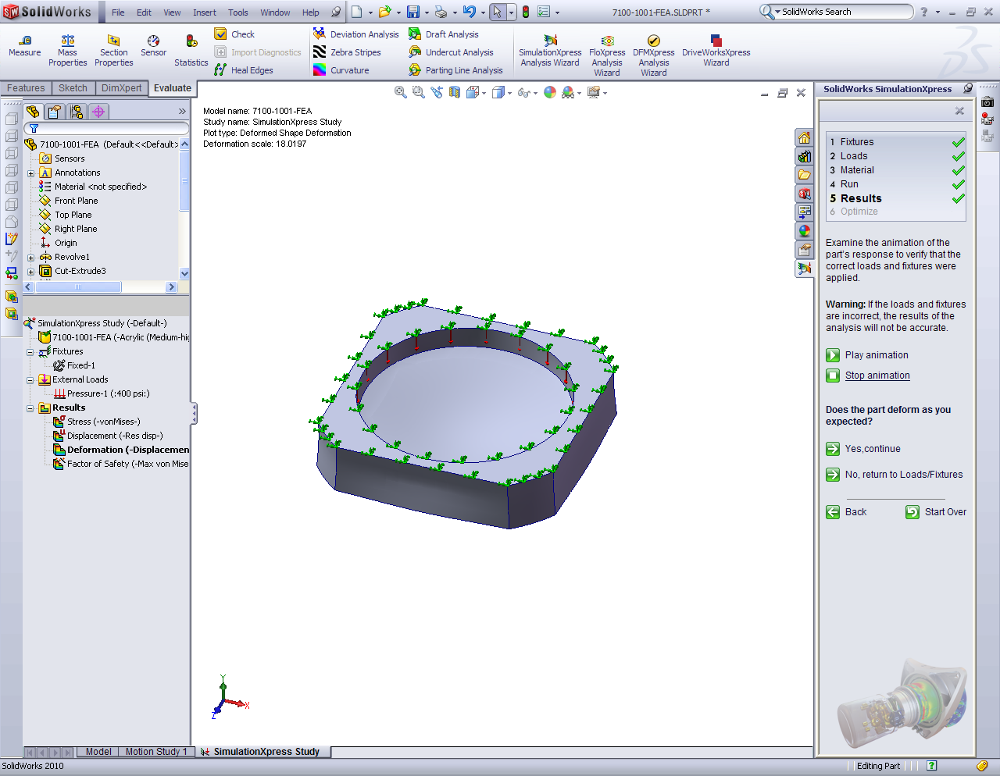 SolidWorks
File Edit View Insert Tools Window Help
7100-1001-FEA.SLDPRT *
SolidWorks Search
Measure
Mass Properties
Section Properties
Sensor
Statistics
Check
Import Diagnostics
Heal Edges
Deviation Analysis
Zebra Stripes
Curvature
Draft Analysis
Undercut Analysis
Parting Line Analysis
SimulationXpress Analysis Wizard
FloXpress Analysis Wizard
DFMXpress Analysis Wizard
DriveWorksXpress Wizard
Features Sketch DimXpert Evaluate
7100-1001-FEA (Default<<Default>
Sensors
Annotations
Material <not specified>
Front Plane
Top Plane
Right Plane
Origin
Revolve1
Cut-Extrude3
SimulationXpress Study (-Default-)
7100-1001-FEA (-Acrylic (Medium-hig
Fixtures
Fixed-1
External Loads
Pressure-1 (:400 psi:)
Results
Stress (-vonMises-)
Displacement (-Res disp-)
Deformation (-Displacemen
Factor of Safety (-Max von Mise
Model name: 7100-1001-FEA
Study name: SimulationXpress Study
Plot type: Deformed Shape Deformation
Deformation scale: 18.0197
Y
X
Z
SolidWorks SimulationXpress
1 Fixtures
2 Loads
3 Material
4 Run
5 Results
6 Optimize
Examine the animation of the
part's response to verify that the
correct loads and fixtures were
applied.
Warning: If the loads and fixtures
are incorrect, the results of the
analysis will not be accurate.
Play animation
Stop animation
Does the part deform as you
expected?
Yes,continue
No, return to Loads/Fixtures
Back Start Over
Model Motion Study 1 SimulationXpress Study
SolidWorks 2010
Editing Part